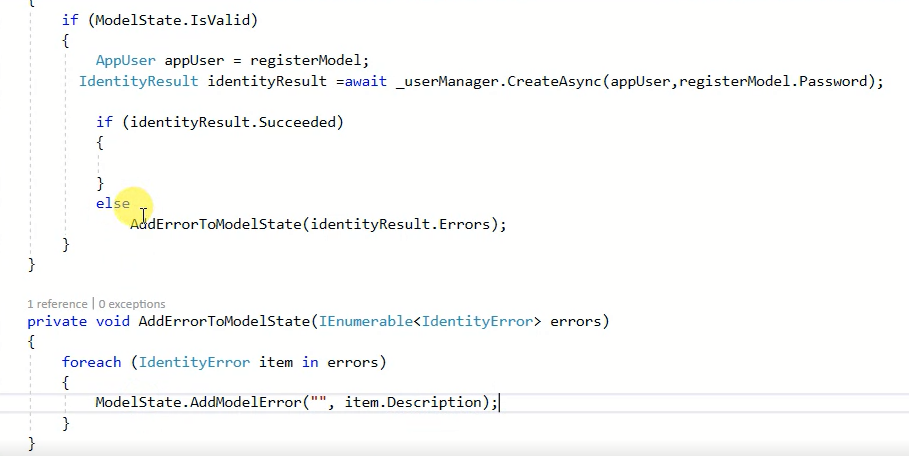 {
if (ModelState.IsValid)
{
AppUser appUser = registerModel;
IdentityResult identityResult =await _userManager.CreateAsync(appUser,registerModel.Password);
if (identityResult.Succeeded)
{
}
else
AddErrorToModelState(identityResult.Errors);
}
}
1 reference | 0 exceptions
private void AddErrorToModelState(IEnumerable<IdentityError> errors)
{
foreach (IdentityError item in errors)
{
ModelState.AddModelError("", item.Description);
}
}